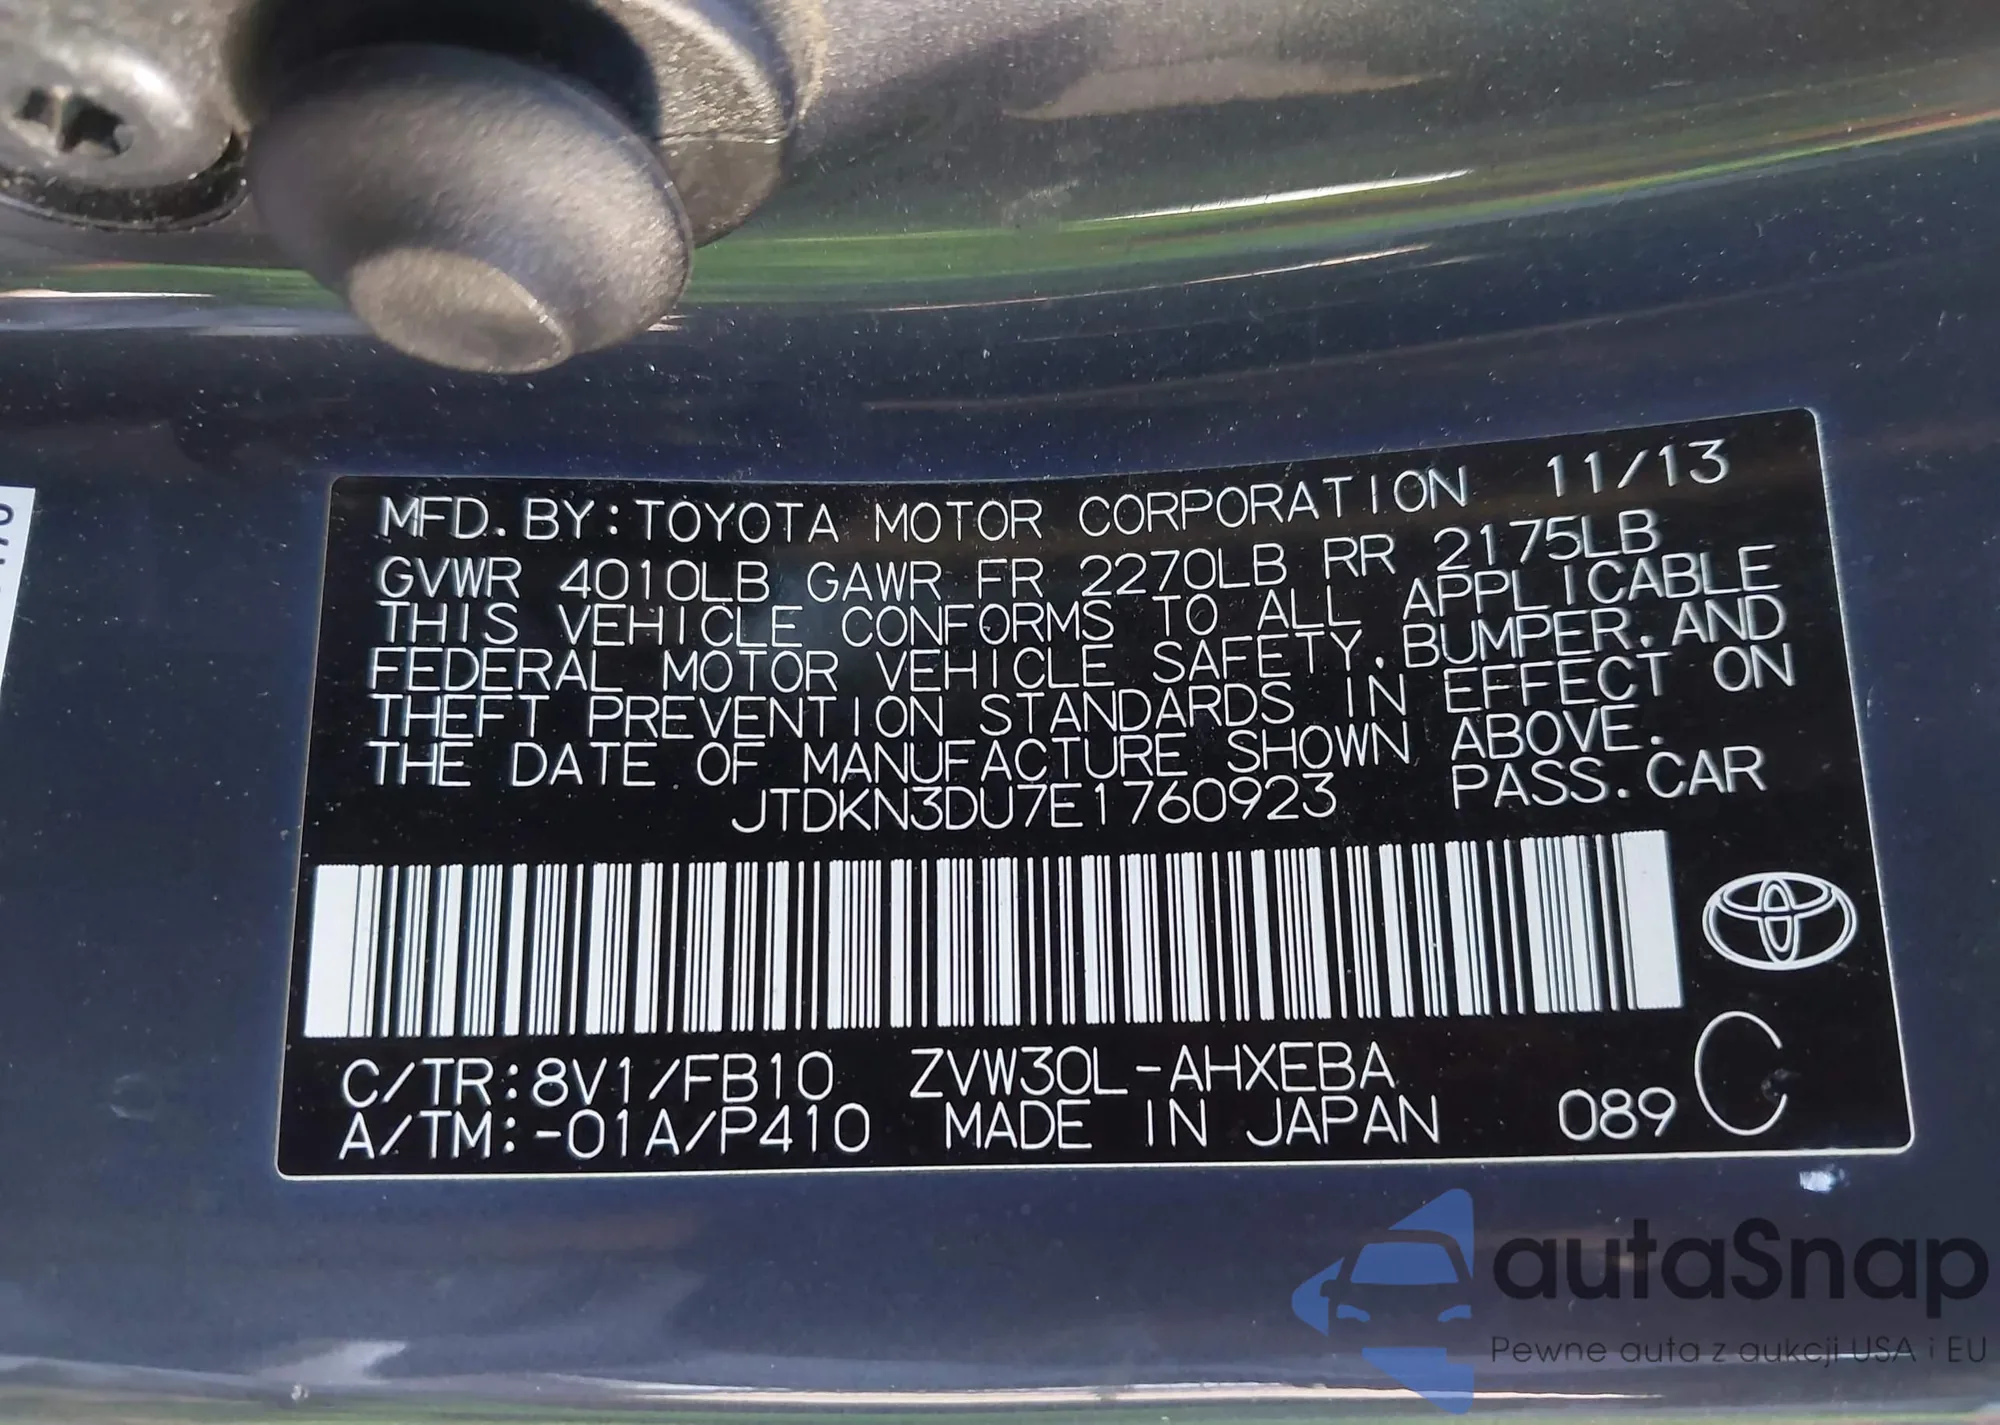 MFD. BY:TOYOTA MOTOR CORPORATION 11/13
GVWR 4010LB GAWR FR 2270LB RR 2175LB
THIS VEHICLE CONFORMS TO ALL APPLICABLE
FEDERAL MOTOR VEHICLE SAFETY. BUMPER. AND
THEFT PREVENTION STANDARDS IN EFFECT ON
THE DATE OF MANUFACTURE SHOWN ABOVE.
JTDKN3DU7E1760923 PASS. CAR
C/TR:8V1/FB10 ZVW30L-AHXEBA
A/TM:-01A/P410 MADE IN JAPAN 089 C
autaSnap
Pewne auta z aukcji USA i EU